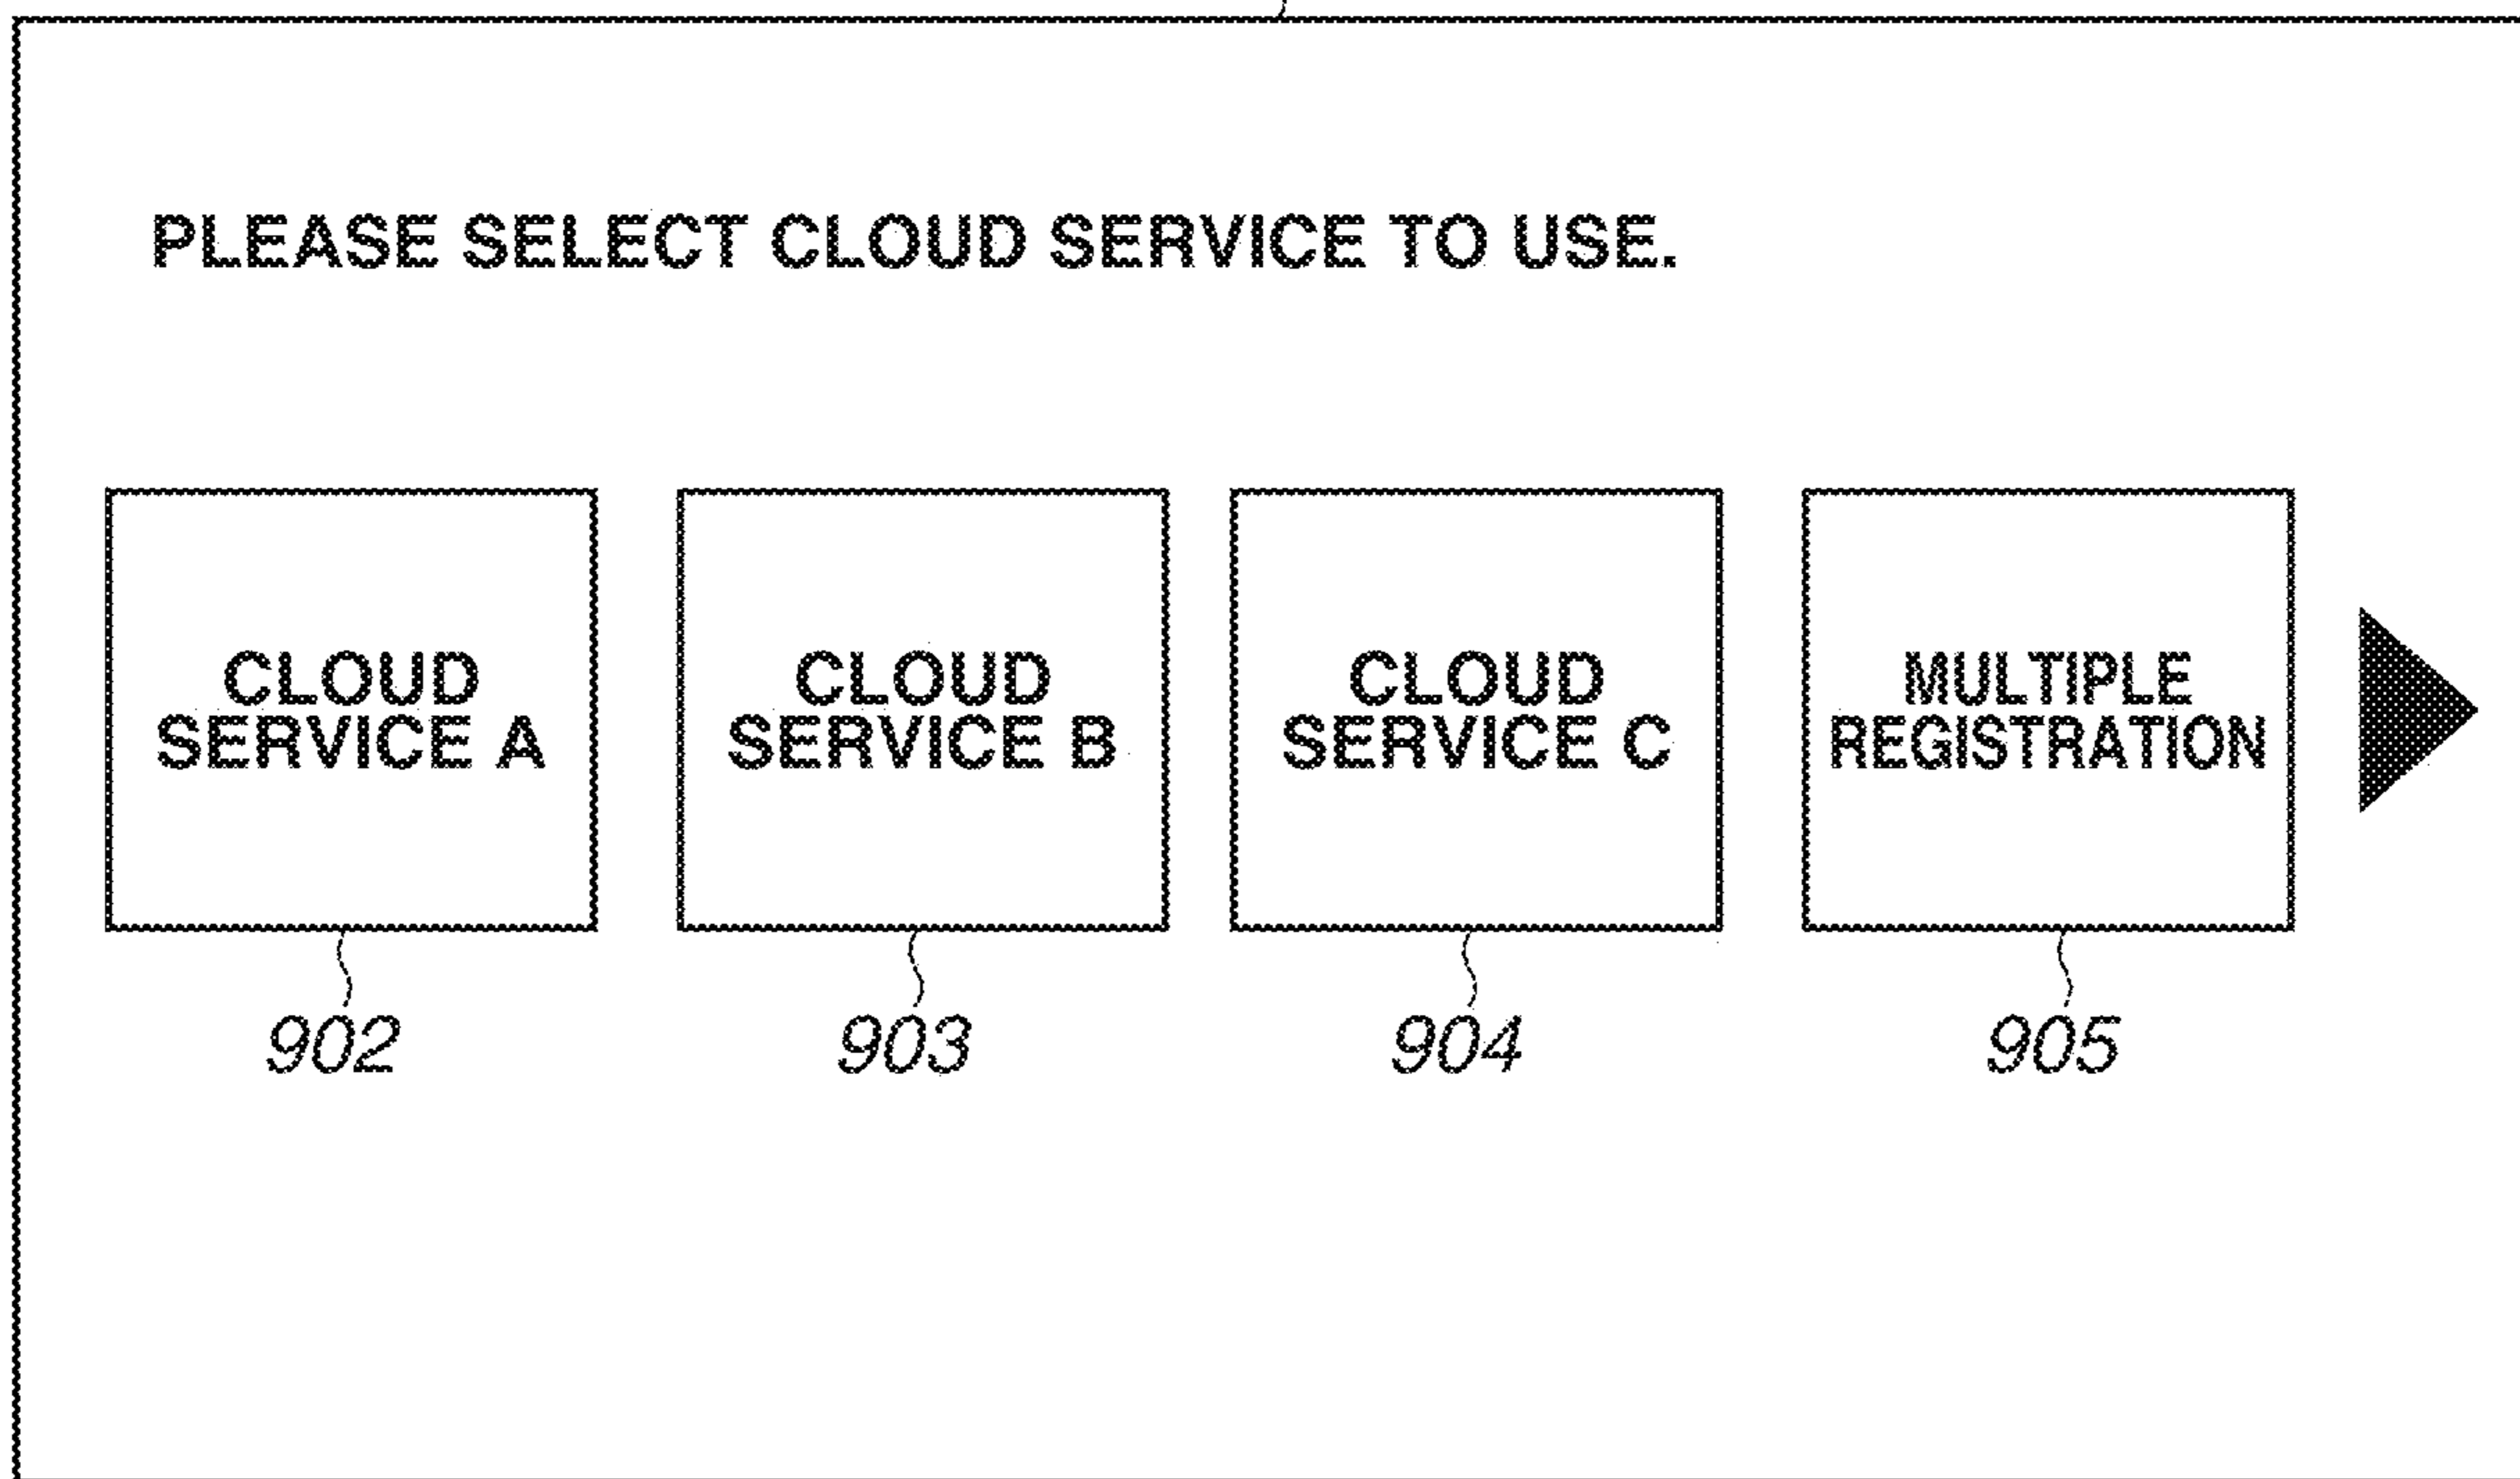 PLEASE SELECT CLOUD SERVICE TO USE.
CLOUD
SERVICE A
CLOUD
SERVICE B
CLOUD
SERVICE C
MULTIPLE
REGISTRATION
902
903
904
905